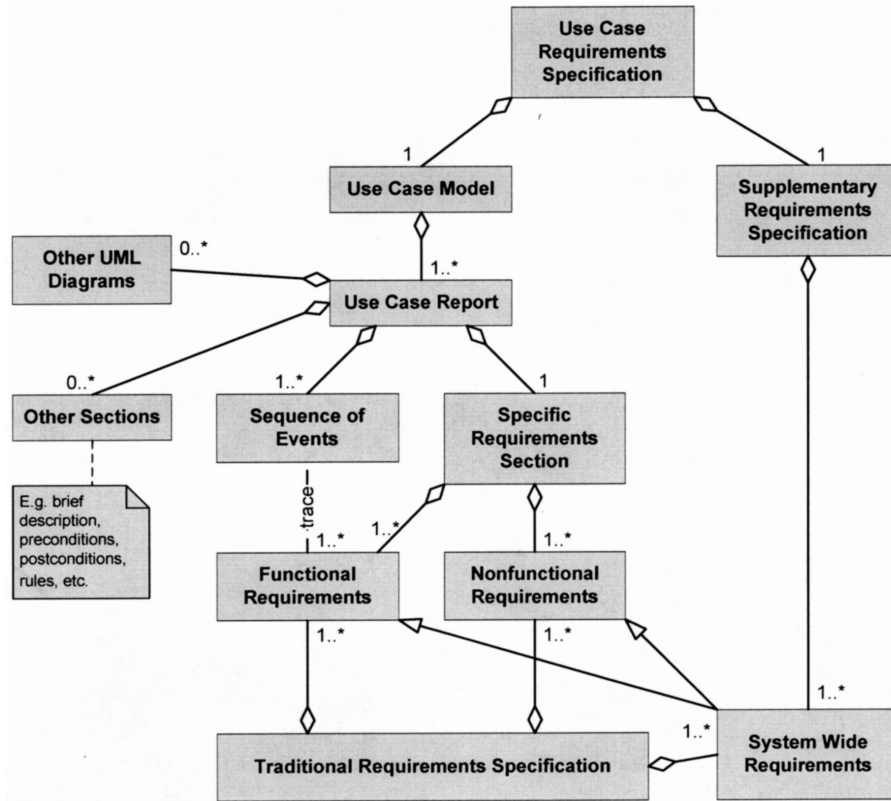 Use Case
Requirements
Specification
1
1
Use Case Model
Supplementary
Requirements
Specification
Other UML
Diagrams
0..*
1..*
Use Case Report
0..*
1..*
1
Other Sections
Sequence of
Events
Specific
Requirements
Section
E.g. brief
description,
preconditions,
postconditions,
rules, etc.
trace
1..*
1..*
1..*
Functional
Requirements
Nonfunctional
Requirements
1..*
1..*
1..*
1..*
Traditional Requirements Specification
System Wide
Requirements